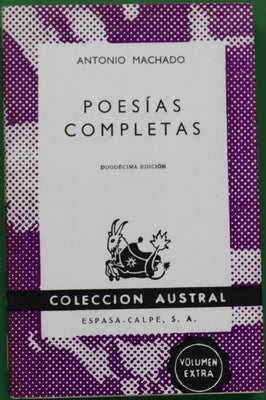 ANTONIO MACHADO
POESÍAS
COMPLETAS
DUODÉCIMA EDICIÓN
COLECCION AUSTRAL
ESPASA-CALPE, S. A.
VOLUMEN
EXTRA